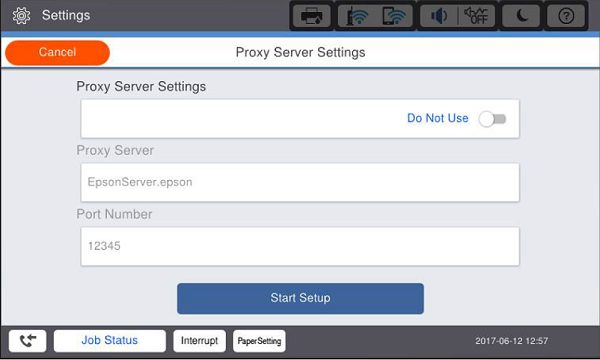 Settings
OFF
Cancel
Proxy Server Settings
Proxy Server Settings
Do Not Use
Proxy Server
EpsonServer.epson
Port Number
12345
Start Setup
Job Status
Interrupt
PaperSetting
2017-06-12 12:57